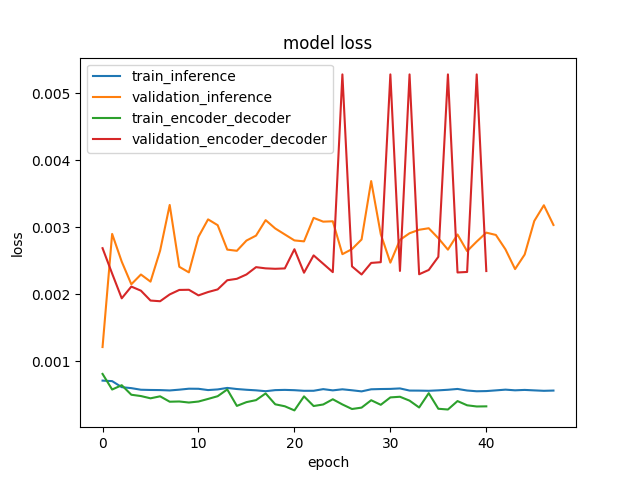 model loss
train_inference
validation_inference
train_encoder_decoder
validation_encoder_decoder
0.005
0.004
0.003
0.002
0.001
loss
0 10 20 30 40
epoch